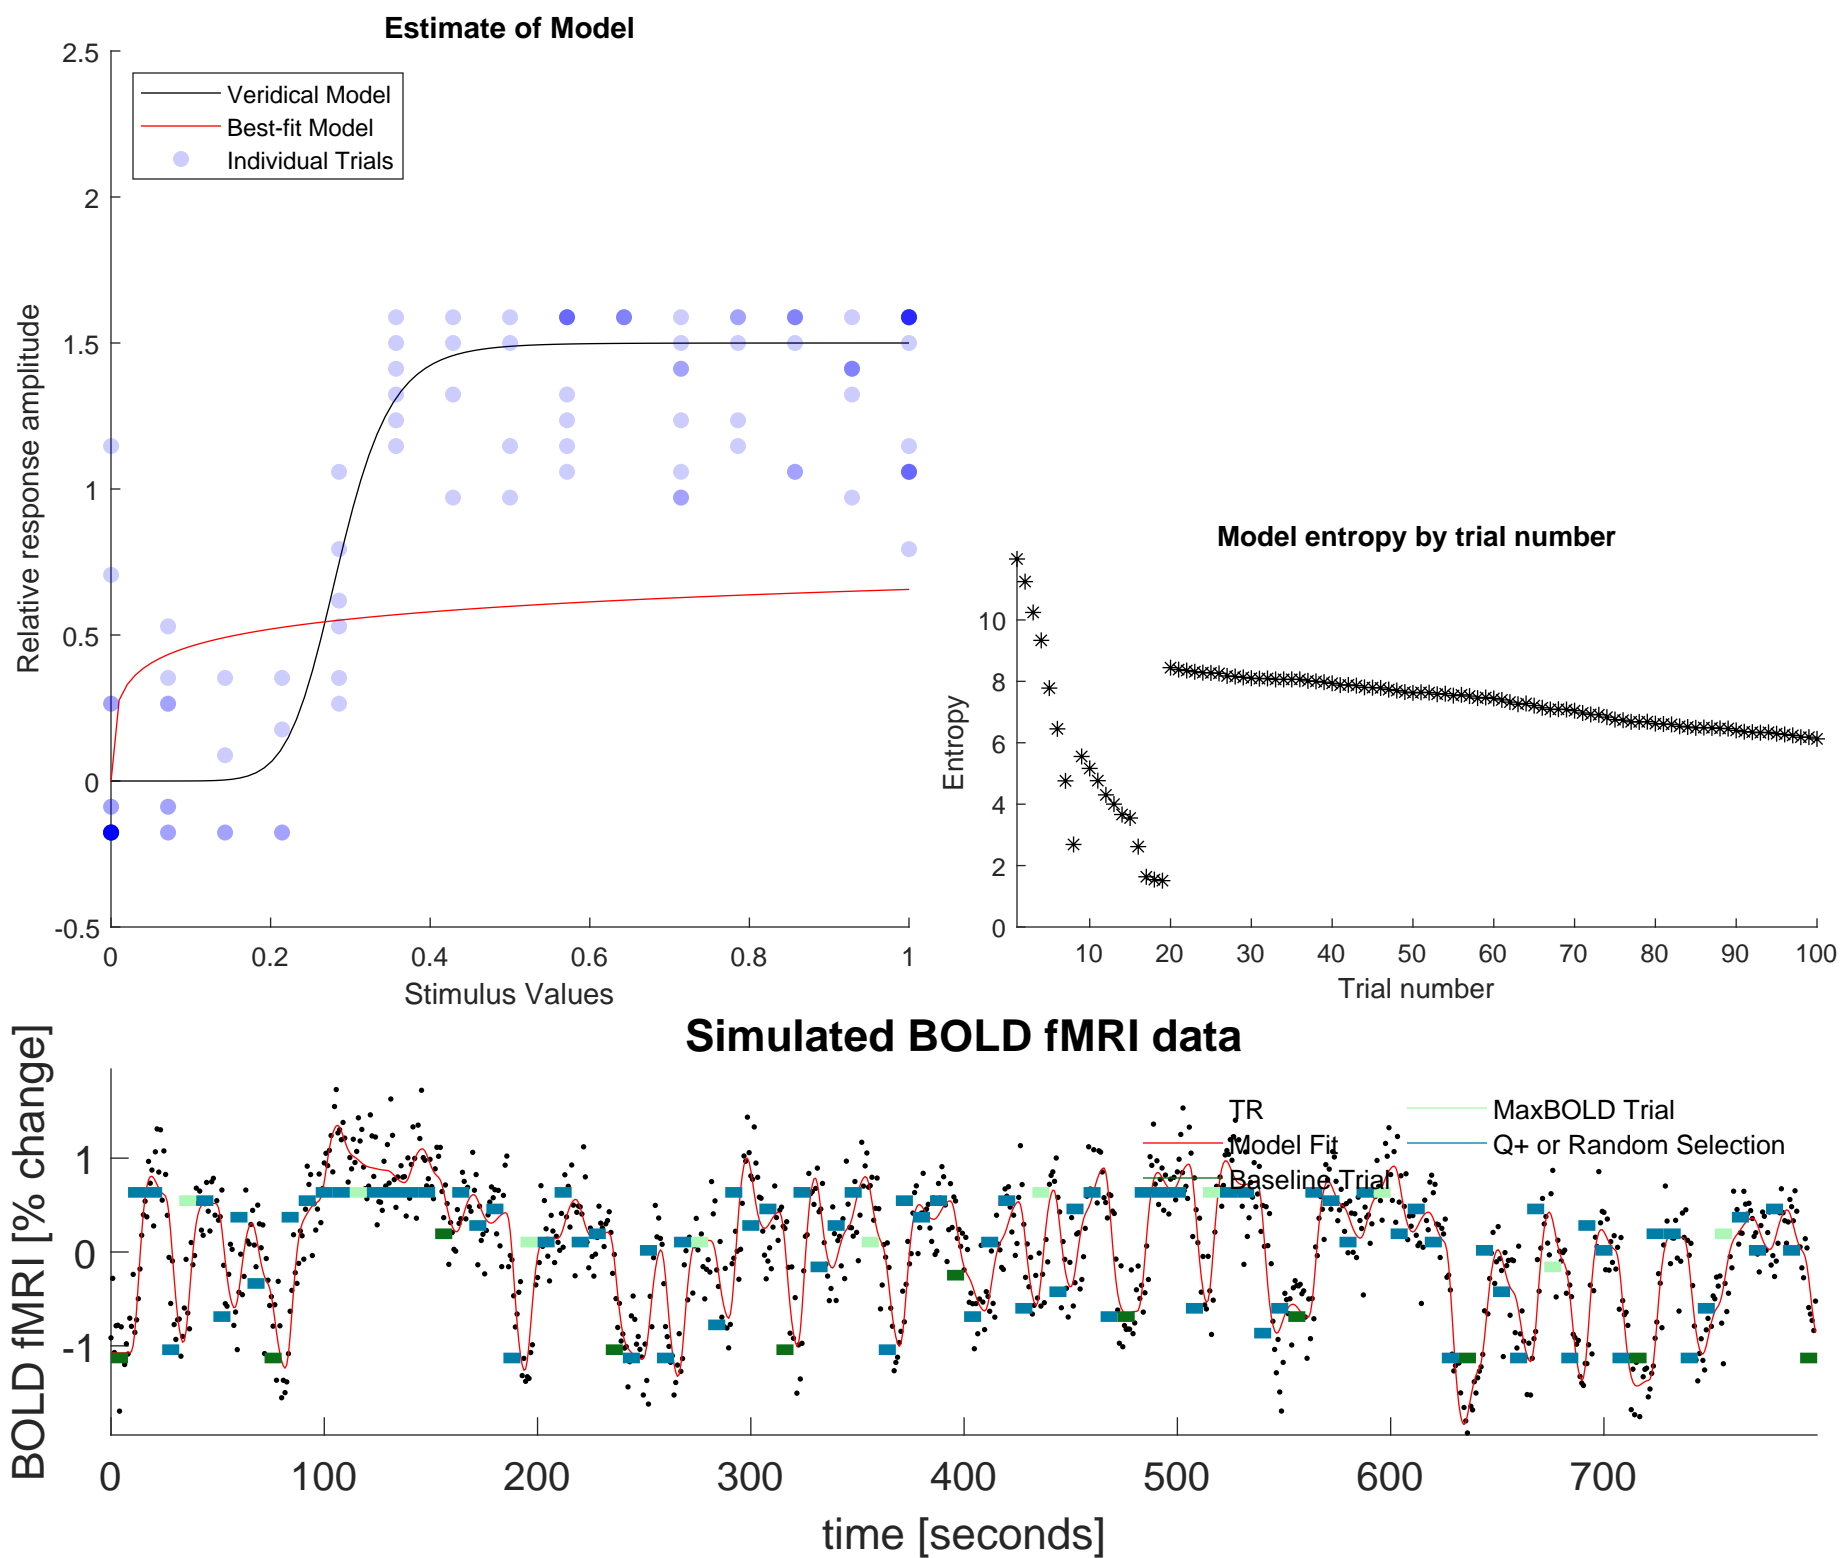 Estimate of Model
2.5
2
1.5
1
0.5
0
-0.5
Veridical Model
Best-fit Model
Individual Trials
Relative response amplitude
0 0.2 0.4 0.6 0.8 1
Stimulus Values
Model entropy by trial number
10
8
6
4
2
0
Entropy
10 20 30 40 50 60 70 80 90 100
Trial number
Simulated BOLD fMRI data
BOLD fMRI [% change]
1
0
-1
TR
Model Fit
Baseline Trial
MaxBOLD Trial
Q+ or Random Selection
0 100 200 300 400 500 600 700
time [seconds]